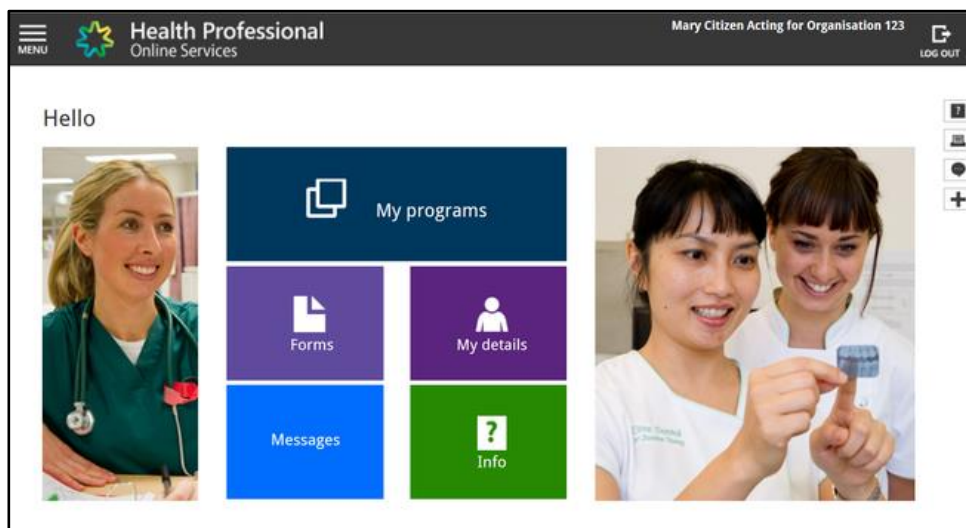 Health Professional
Online Services
Mary Citizen Acting for Organisation 123
MENU
LOG OUT
Hello
My programs
Forms
My details
Messages
?
Info
?